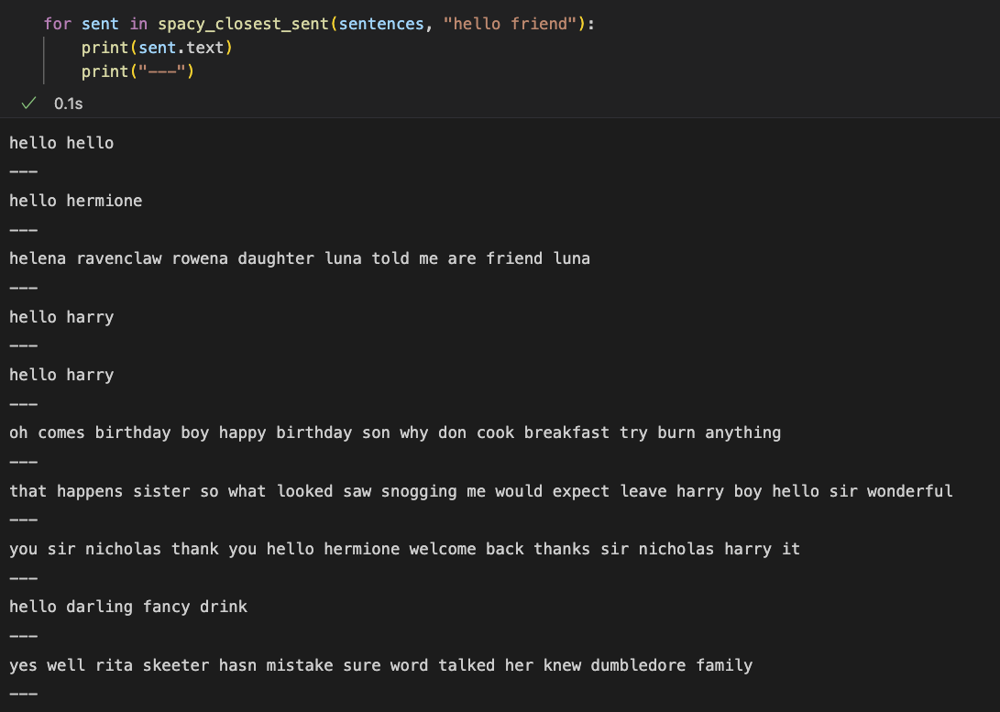 for sent in spacy_closest_sent(sentences, "hello friend"):
    print(sent.text)
    print("---")
✓ 0.1s
hello hello
---
hello hermione
---
helena ravenclaw rowena daughter luna told me are friend luna
---
hello harry
---
hello harry
---
oh comes birthday boy happy birthday son why don cook breakfast try burn anything
---
that happens sister so what looked saw snogging me would expect leave harry boy hello sir wonderful
---
you sir nicholas thank you hello hermione welcome back thanks sir nicholas harry it
---
hello darling fancy drink
---
yes well rita skeeter hasn mistake sure word talked her knew dumbledore family
---